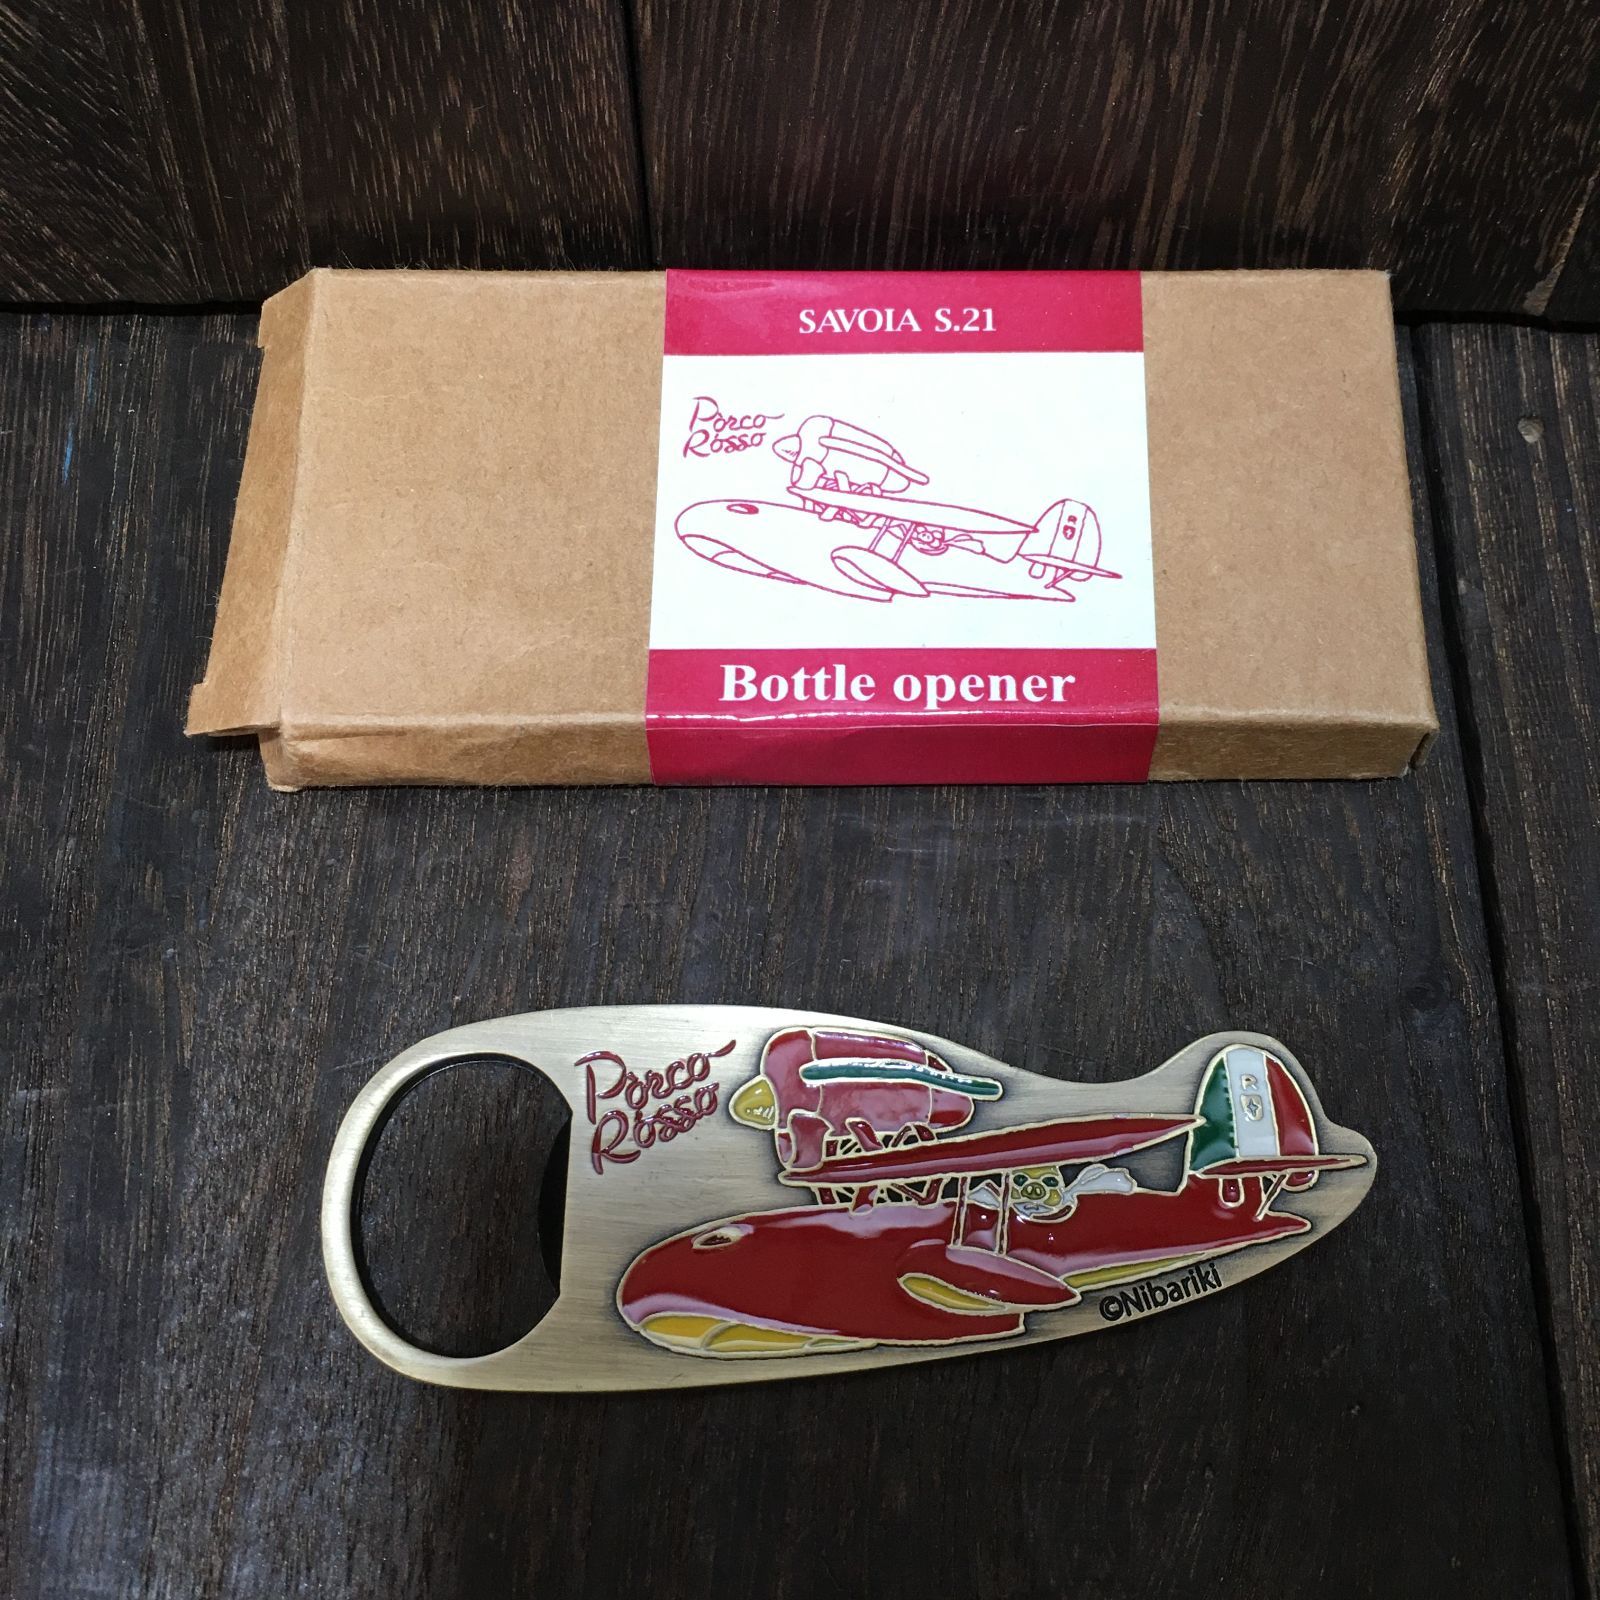 SAVOIA S.21
Porco
Rosso
R
Bottle opener
Porco
Rosso
R
©Nibariki